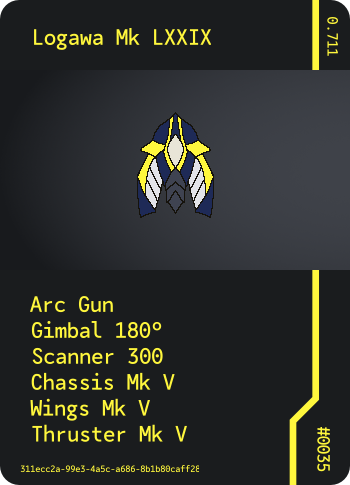 Logawa Mk LXXIX
0.711
Arc Gun
Gimbal 180°
Scanner 300
Chassis Mk V
Wings Mk V
Thruster Mk V
#0035
311ecc2a-99e3-4a5c-a686-8b1b80caff28